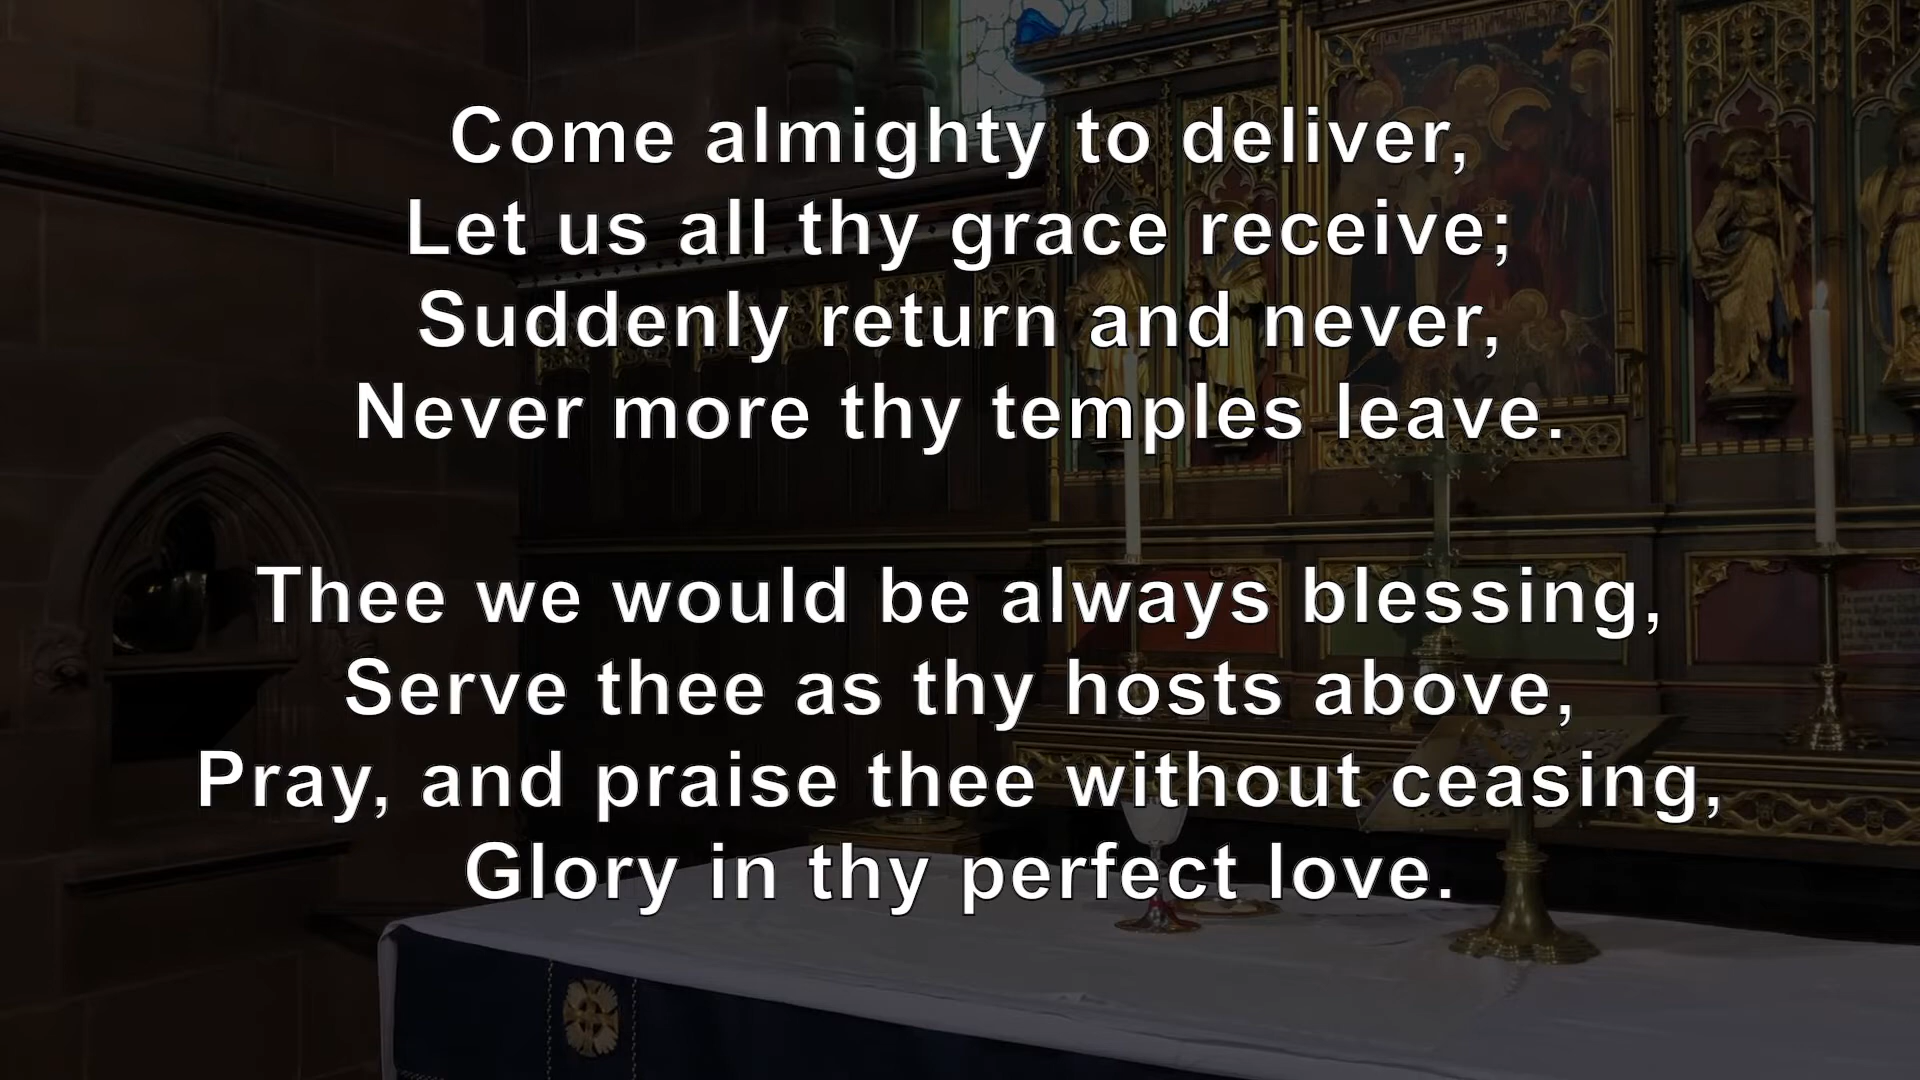 Come almighty to deliver,
Let us all thy grace receive;
Suddenly return and never,
Never more thy temples leave.
Thee we would be always blessing,
Serve thee as thy hosts above,
Pray, and praise thee without ceasing,
Glory in thy perfect love.